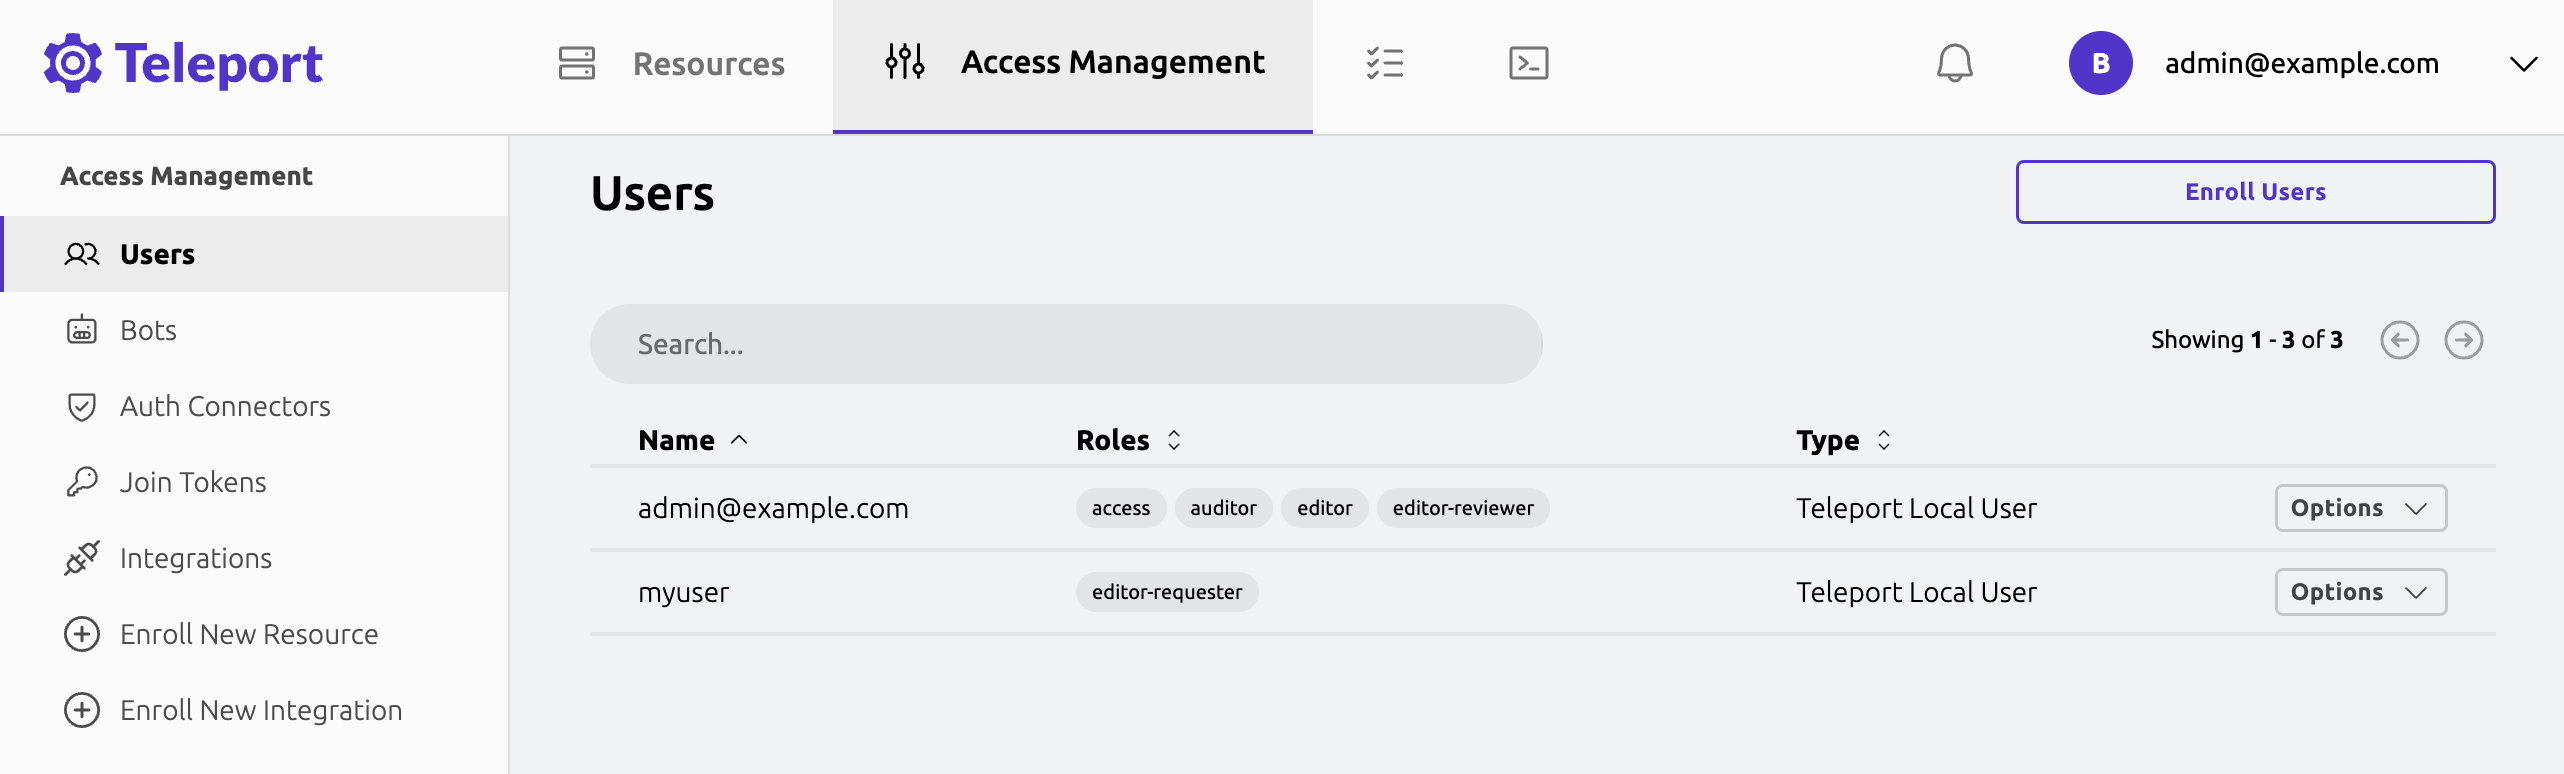 Teleport Resources Access Management B admin@example.com
Access Management
Users
Bots
Auth Connectors
Join Tokens
Integrations
Enroll New Resource
Enroll New Integration
Users Enroll Users
Search... Showing 1 - 3 of 3
Name Roles Type
admin@example.com access auditor editor editor-reviewer Teleport Local User Options
myuser editor-requester Teleport Local User Options